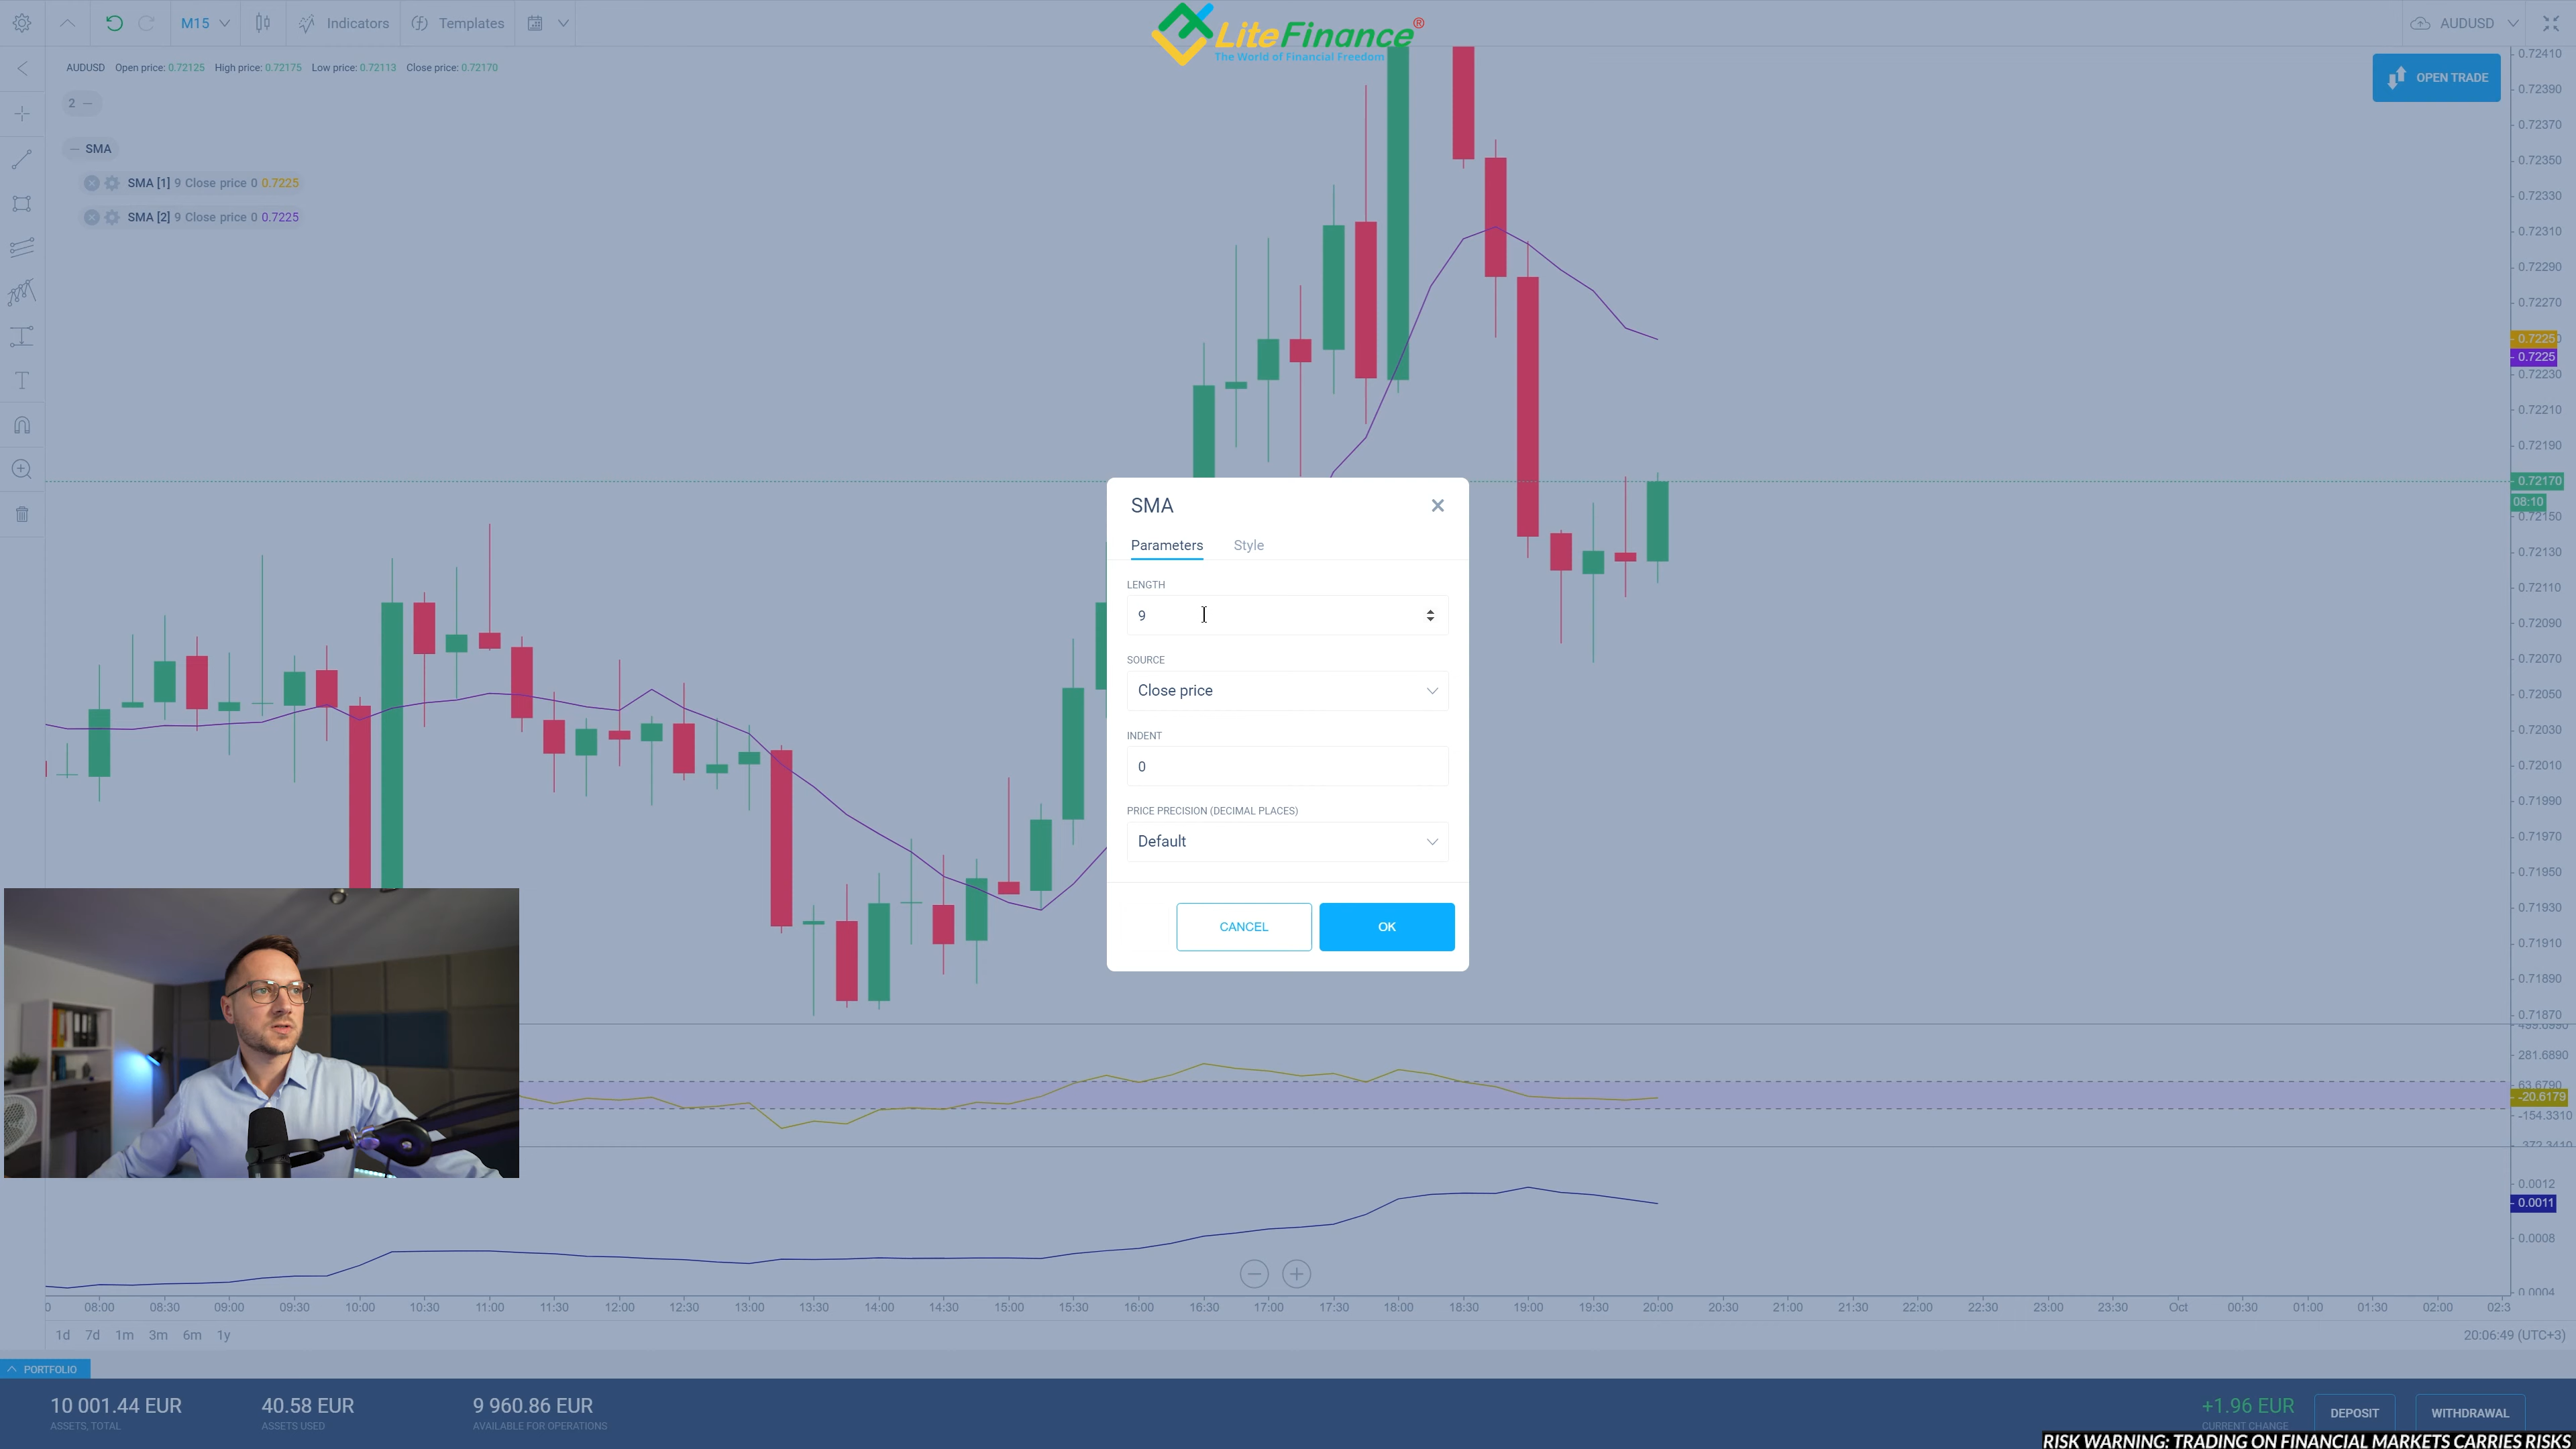 M15 Indicators Templates
LiteFinance®
The World of Financial Freedom
AUDUSD
AUDUSD Open price: 0.72125 High price: 0.72175 Low price: 0.72113 Close price: 0.72170
2
OPEN TRADE
SMA
SMA [1] 9 Close price 0 0.7225
SMA [2] 9 Close price 0 0.7225
T
0.72410
0.72390
0.72370
0.72350
0.72330
0.72310
0.72290
0.72270
0.7225
0.7225
0.72230
0.72210
0.72190
0.72170
08:10
0.72150
0.72130
0.72110
0.72090
0.72070
0.72050
0.72030
0.72010
0.71990
0.71970
0.71950
0.71930
0.71910
0.71890
0.71870
281.6890
63.6790
-20.6179
-154.3310
-372.3410
0.0012
0.0011
0.0008
0.0004
SMA
Parameters Style
LENGTH
9
SOURCE
Close price
INDENT
0
PRICE PRECISION (DECIMAL PLACES)
Default
CANCEL OK
0 08:00 08:30 09:00 09:30 10:00 10:30 11:00 11:30 12:00 12:30 13:00 13:30 14:00 14:30 15:00 15:30 16:00 16:30 17:00 17:30 18:00 18:30 19:00 19:30 20:00 20:30 21:00 21:30 22:00 22:30 23:00 23:30 Oct 00:30 01:00 01:30 02:00 02:3
1d 7d 1m 3m 6m 1y
20:06:49 (UTC+3)
PORTFOLIO
10 001.44 EUR 40.58 EUR 9 960.86 EUR
ASSETS, TOTAL ASSETS USED AVAILABLE FOR OPERATIONS
+1.96 EUR
CURRENT CHANGE
DEPOSIT WITHDRAWAL
RISK WARNING: TRADING ON FINANCIAL MARKETS CARRIES RISKS